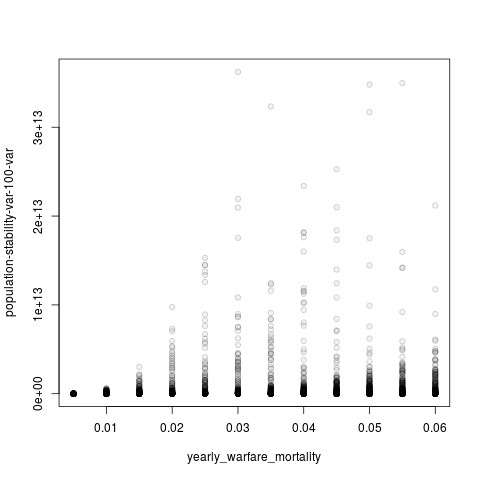 population-stability-var-100-var
3e+13
2e+13
1e+13
0e+00
0.01 0.02 0.03 0.04 0.05 0.06
yearly_warfare_mortality